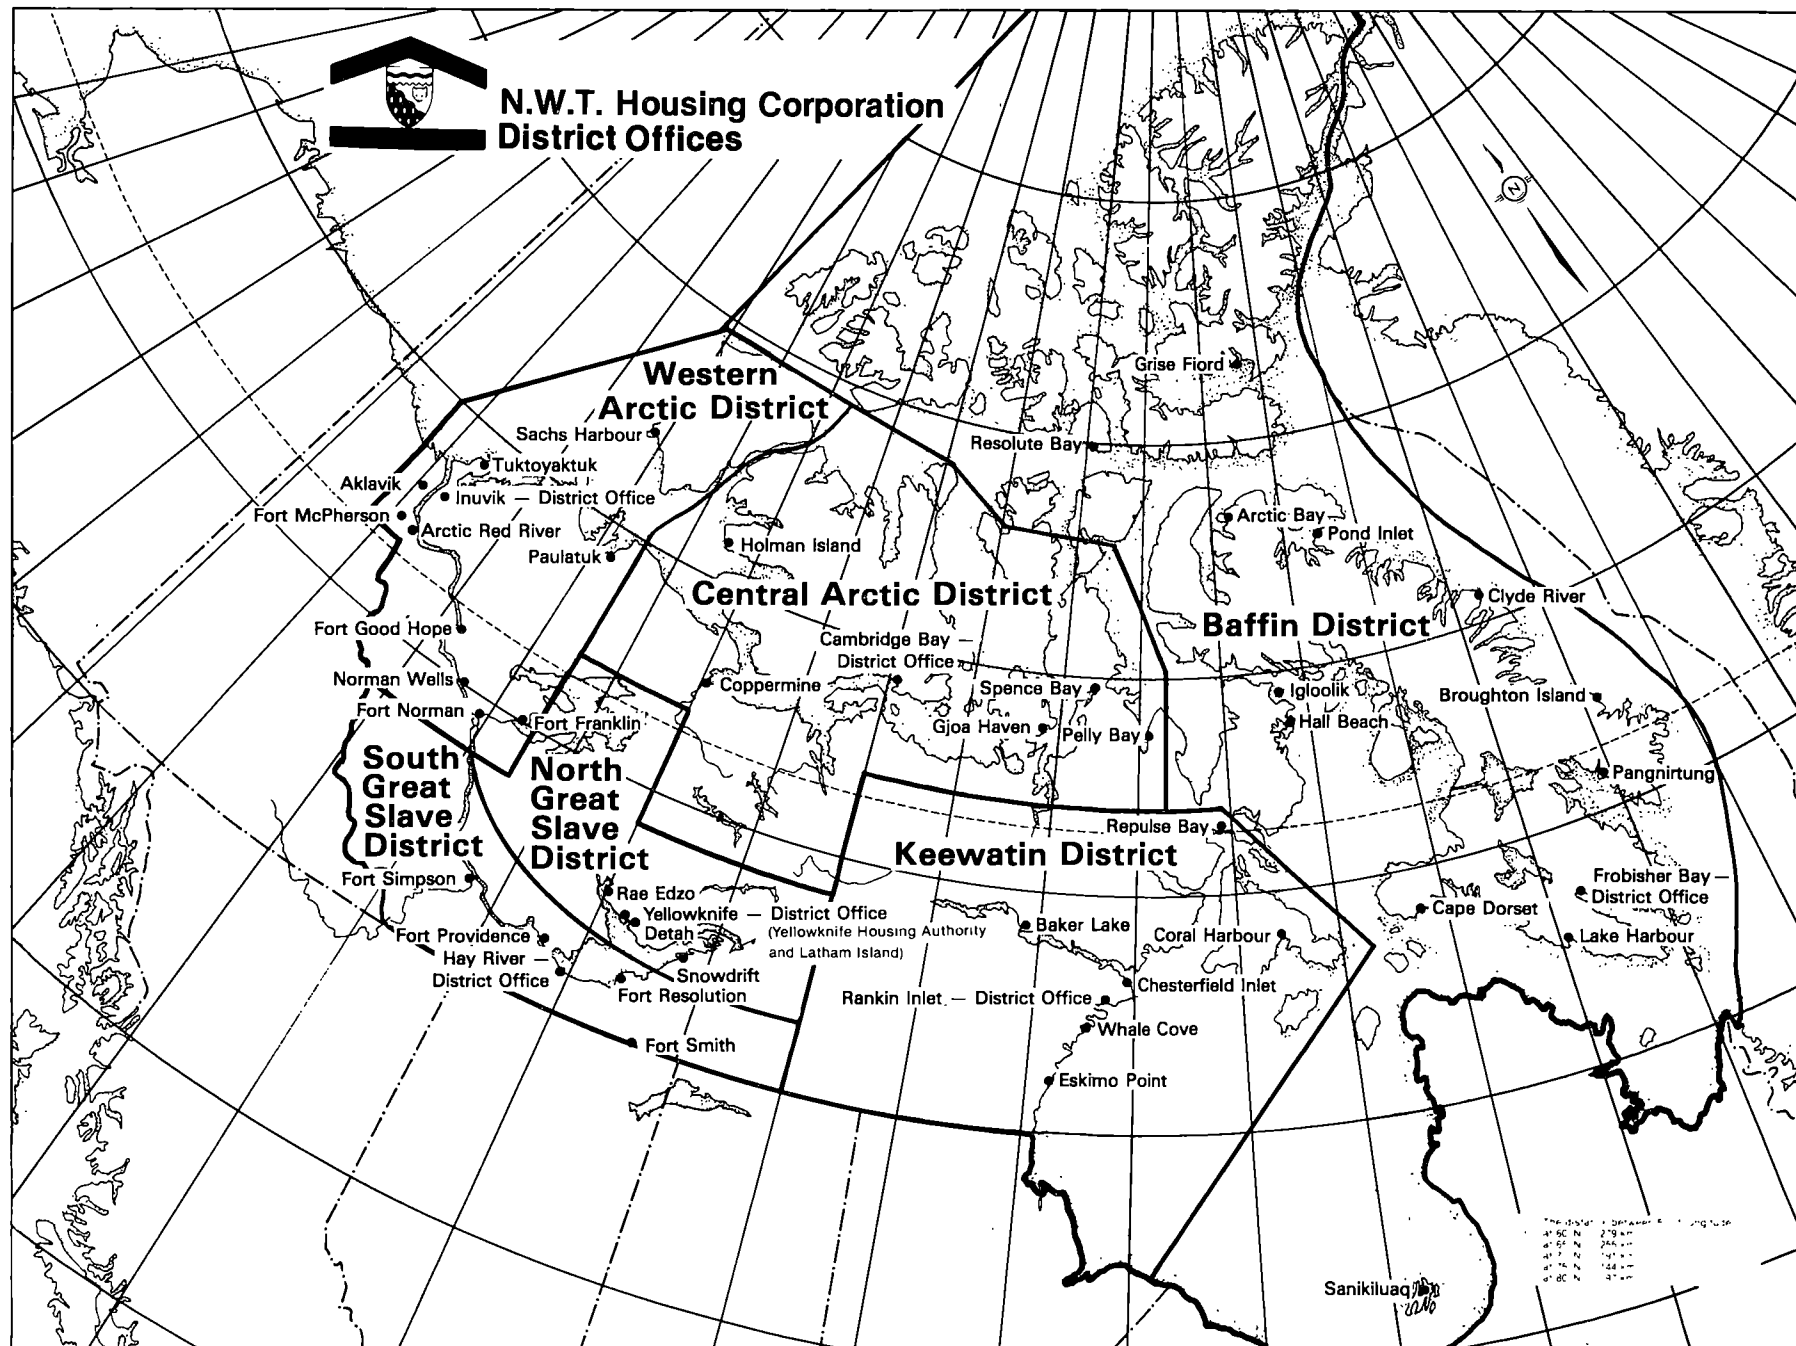 N.W.T. Housing Corporation
District Offices
Western
Arctic District
Sachs Harbour
Tuktoyaktuk
Aklavik
Inuvik — District Office
Fort McPherson
Arctic Red River
Paulatuk
Fort Good Hope
Norman Wells
Fort Norman
Fort Franklin
Grise Fiord
Resolute Bay
Arctic Bay
Pond Inlet
Holman Island
Central Arctic District
Cambridge Bay —
District Office
Coppermine
Spence Bay
Gjoa Haven
Pelly Bay
Baffin District
Clyde River
Igloolik
Hall Beach
Broughton Island
Pangnirtung
Frobisher Bay —
District Office
Cape Dorset
Lake Harbour
Sanikiluaq
South
Great
Slave
District
North
Great
Slave
District
Fort Simpson
Rae Edzo
Yellowknife — District Office
(Yellowknife Housing Authority
and Latham Island)
Detah
Fort Providence
Hay River —
District Office
Snowdrift
Fort Resolution
Fort Smith
Keewatin District
Repulse Bay
Baker Lake
Coral Harbour
Chesterfield Inlet
Rankin Inlet — District Office
Whale Cove
Eskimo Point
N